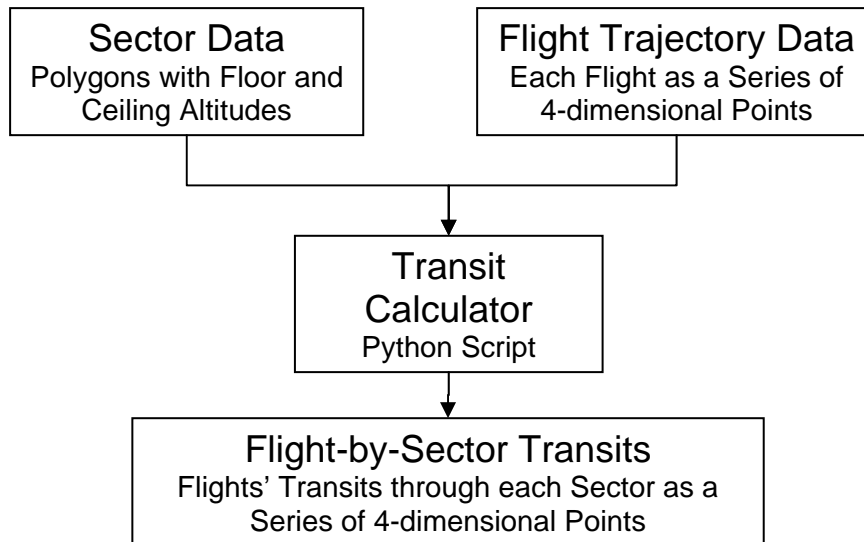 Sector Data
Polygons with Floor and
Ceiling Altitudes
Flight Trajectory Data
Each Flight as a Series of
4-dimensional Points
Transit
Calculator
Python Script
Flight-by-Sector Transits
Flights’ Transits through each Sector as a
Series of 4-dimensional Points